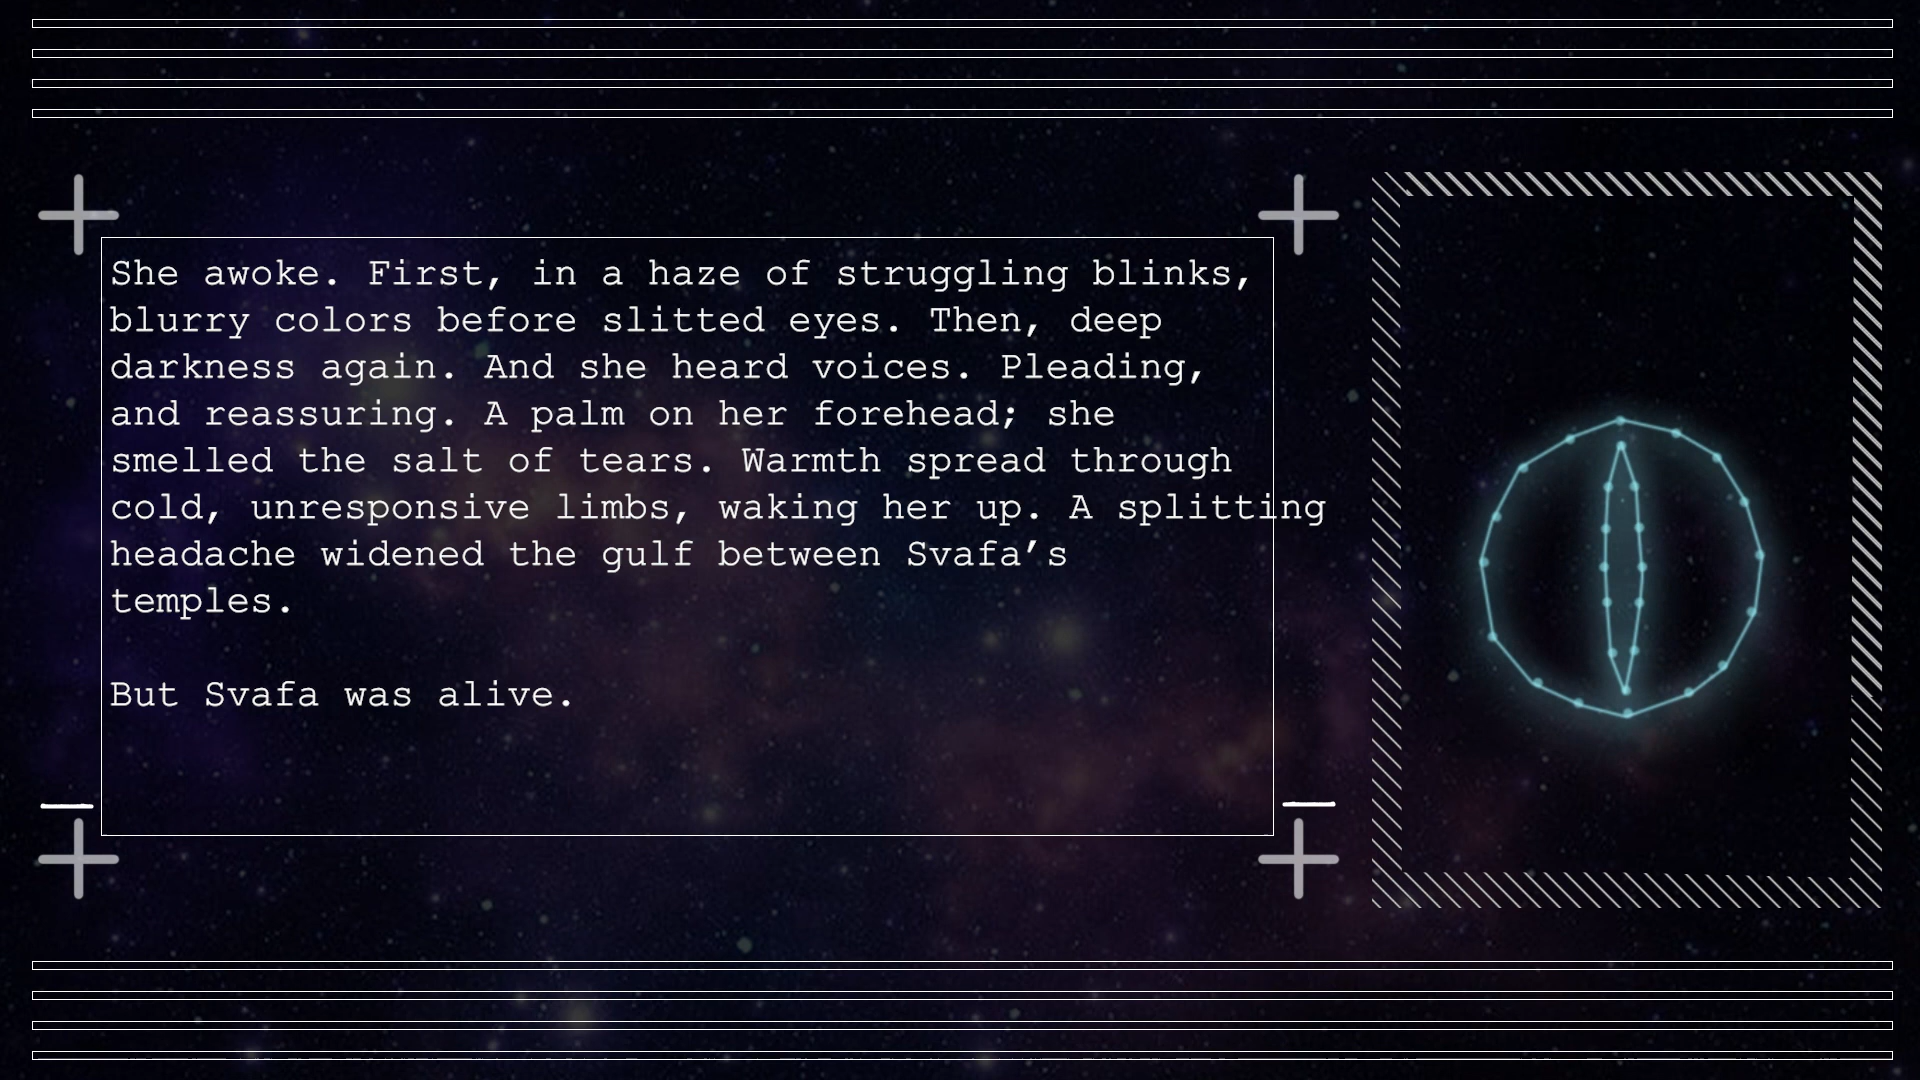 She awoke. First, in a haze of struggling blinks,
blurry colors before slitted eyes. Then, deep
darkness again. And she heard voices. Pleading,
and reassuring. A palm on her forehead; she
smelled the salt of tears. Warmth spread through
cold, unresponsive limbs, waking her up. A splitting
headache widened the gulf between Svafa’s
temples.
But Svafa was alive.